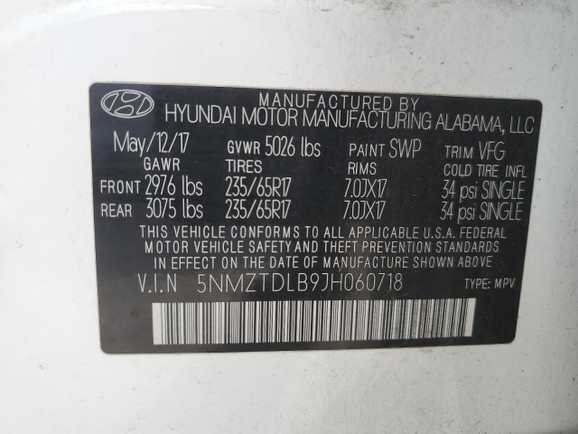 MANUFACTURED BY
HYUNDAI MOTOR MANUFACTURING ALABAMA, LLC
May/12/17 GVWR 5026 lbs PAINT SWP TRIM VFG
GAWR TIRES RIMS COLD TIRE INFL
FRONT 2976 lbs 235/65R17 7.0JX17 34 psi SINGLE
REAR 3075 lbs 235/65R17 7.0JX17 34 psi SINGLE
THIS VEHICLE CONFORMS TO ALL APPLICABLE U.S.A. FEDERAL
MOTOR VEHICLE SAFETY AND THEFT PREVENTION STANDARDS
IN EFFECT ON THE DATE OF MANUFACTURE SHOWN ABOVE.
V.I.N 5NMZTDLB9JH060718 TYPE: MPV